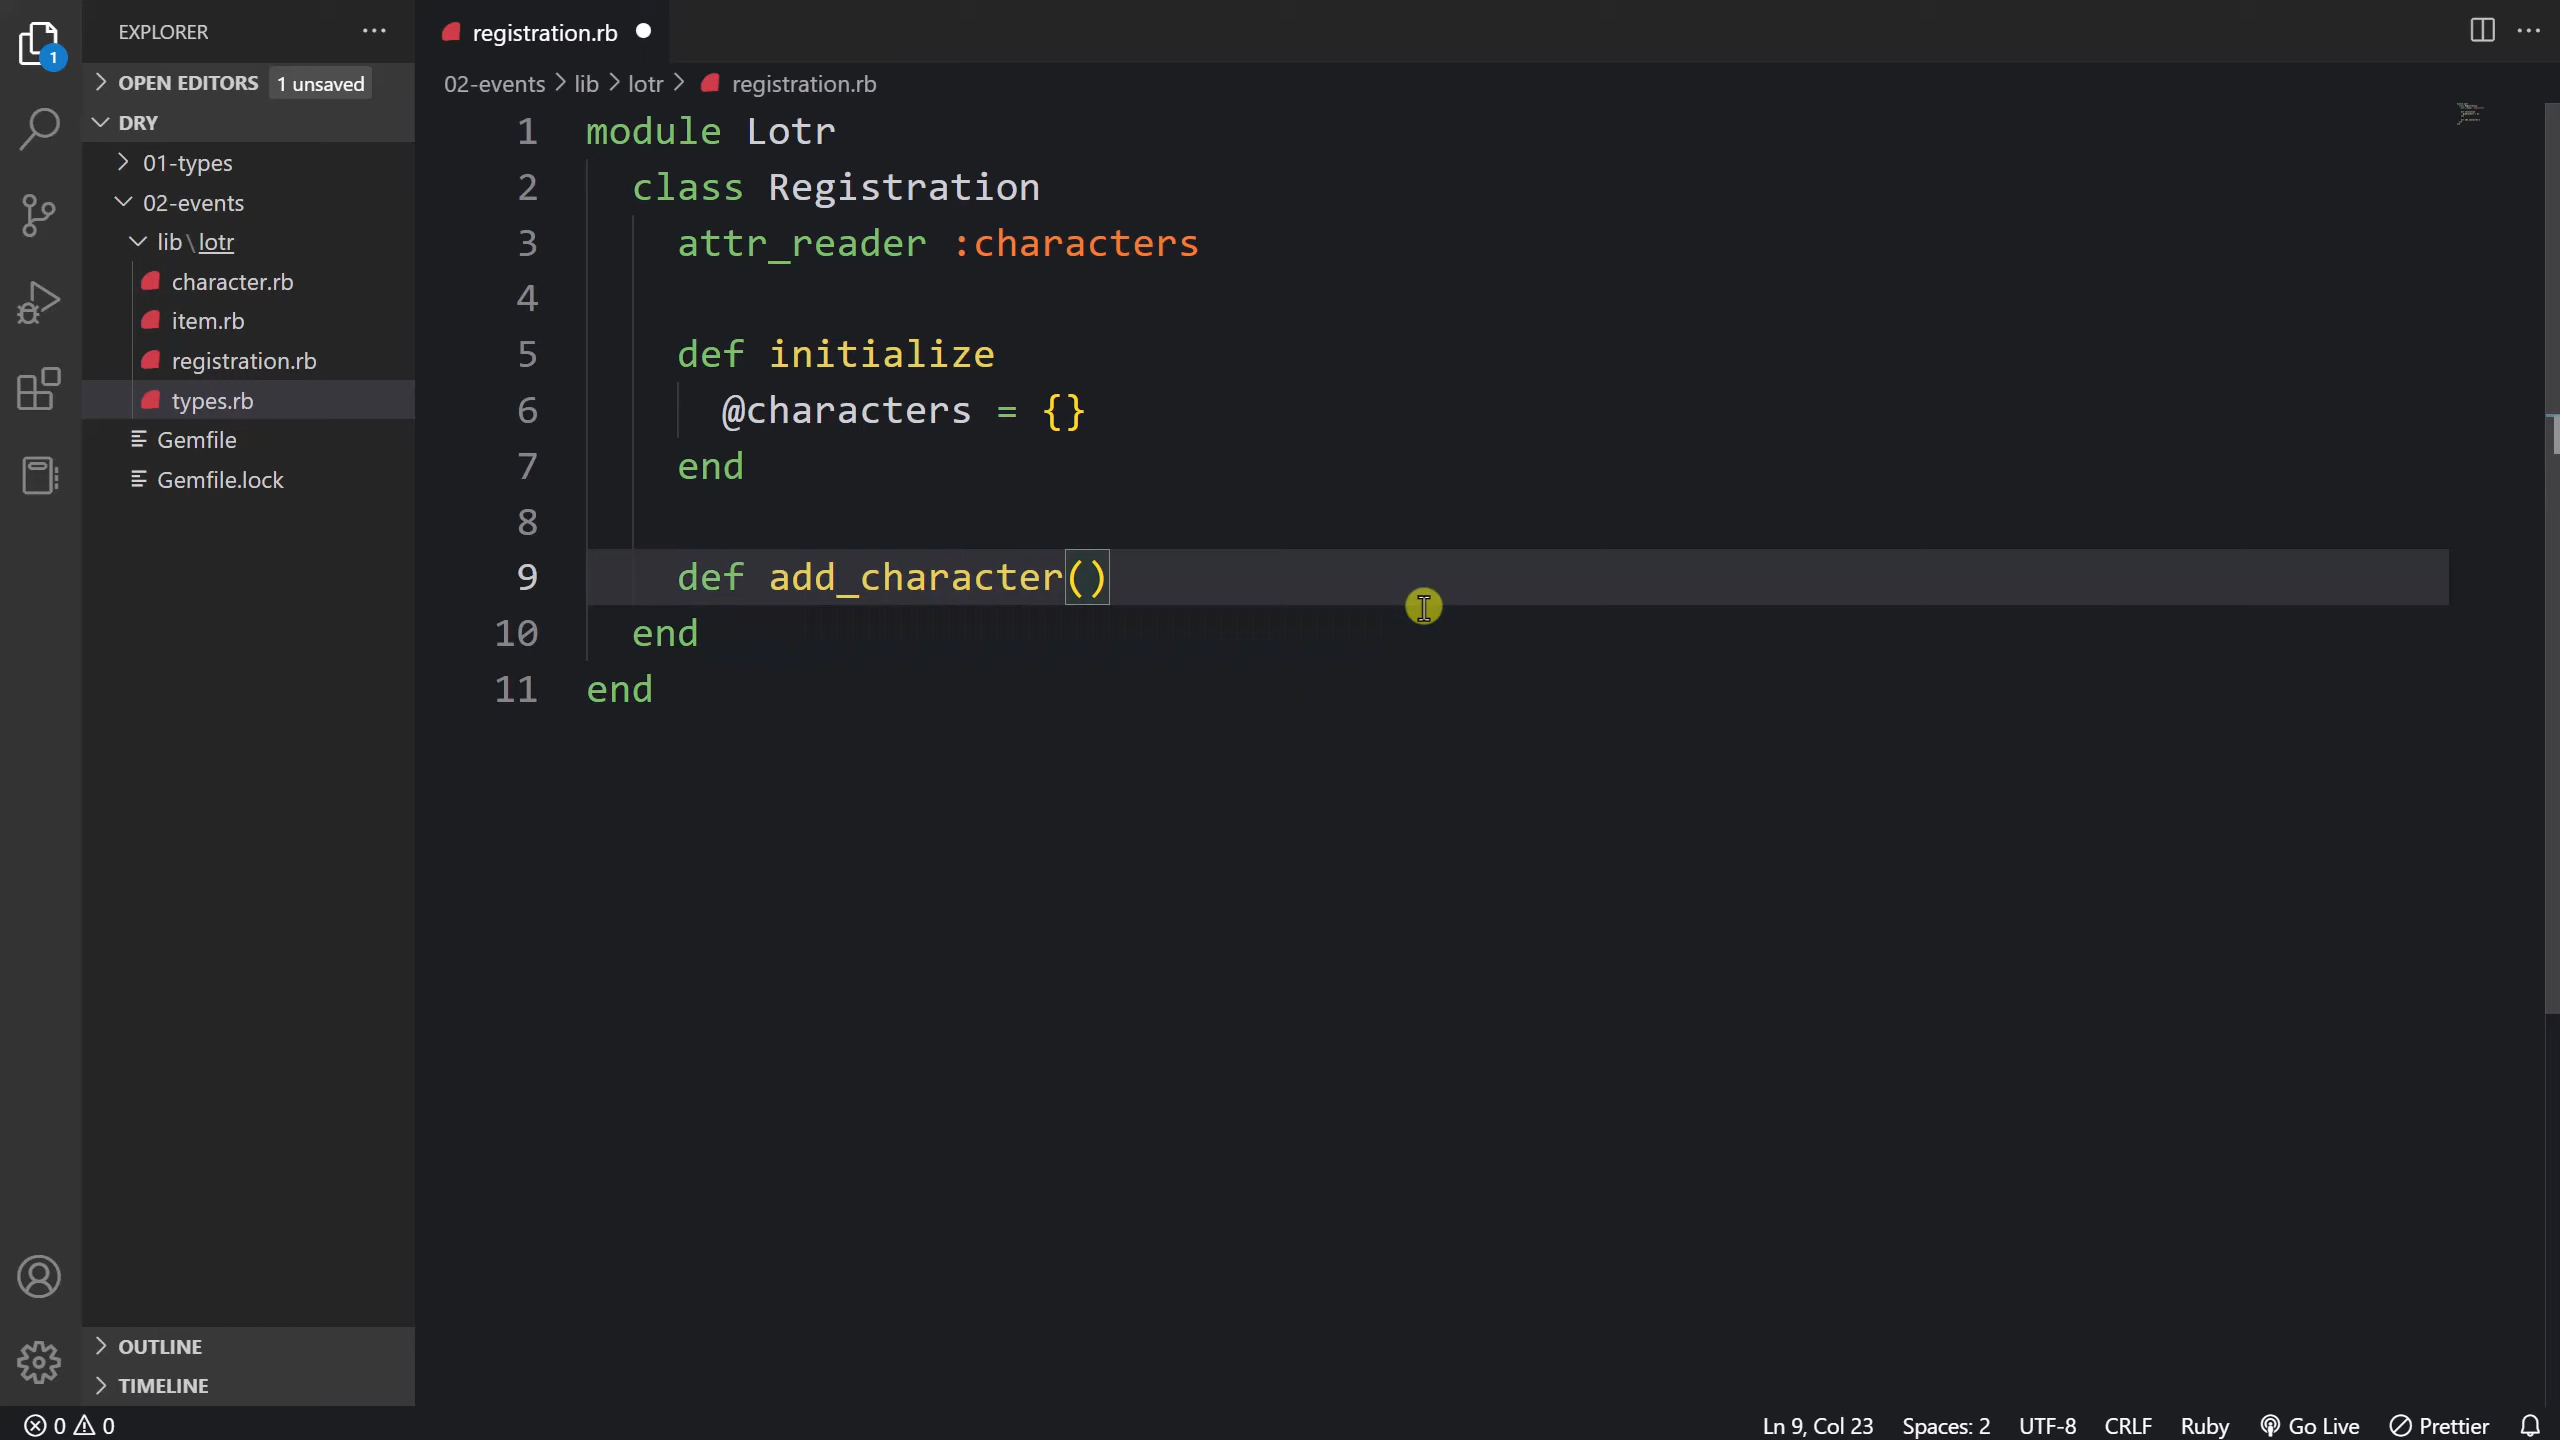 EXPLORER
OPEN EDITORS 1 unsaved
DRY
01-types
02-events
lib\lotr
character.rb
item.rb
registration.rb
types.rb
Gemfile
Gemfile.lock
OUTLINE
TIMELINE
1
registration.rb
02-events > lib > lotr > registration.rb
1 module Lotr
2 class Registration
3 attr_reader :characters
4
5 def initialize
6 @characters = {}
7 end
8
9 def add_character()
10 end
11 end
0 0
Ln 9, Col 23 Spaces: 2 UTF-8 CRLF Ruby Go Live Prettier